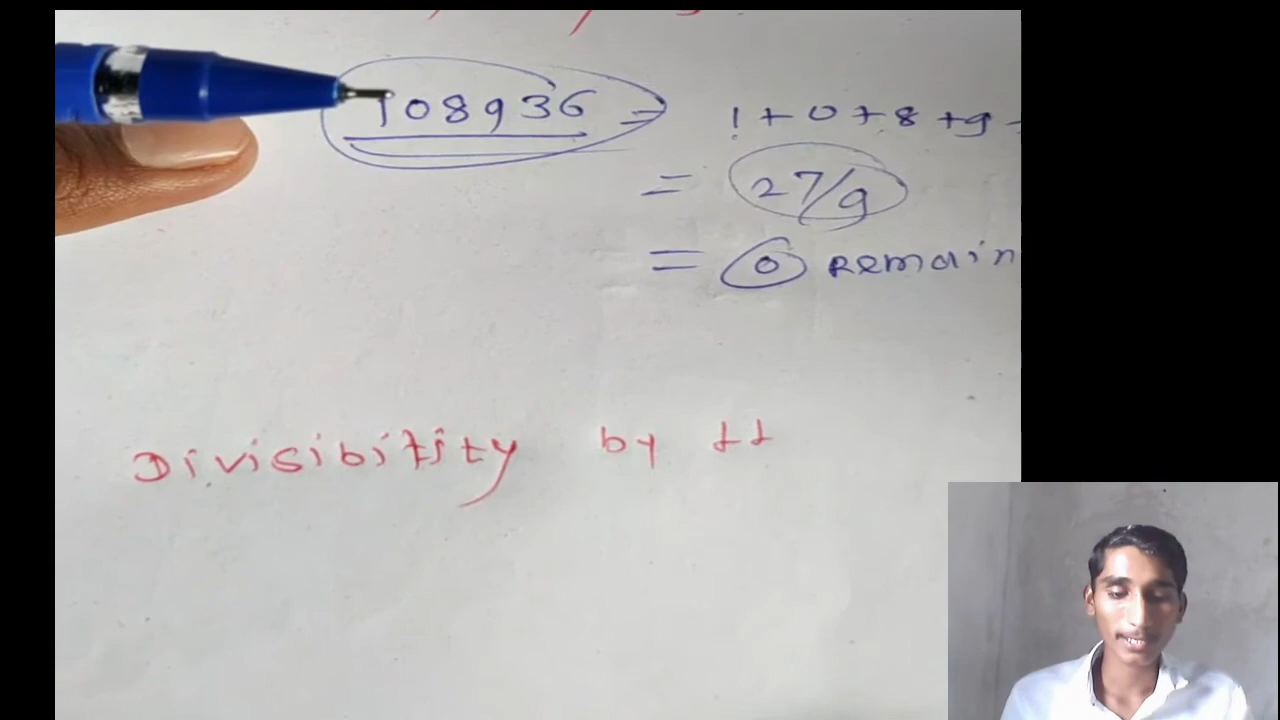 108936 = 1+0+8+9
= 27/9
= 0 Remain
Divisibility by 11